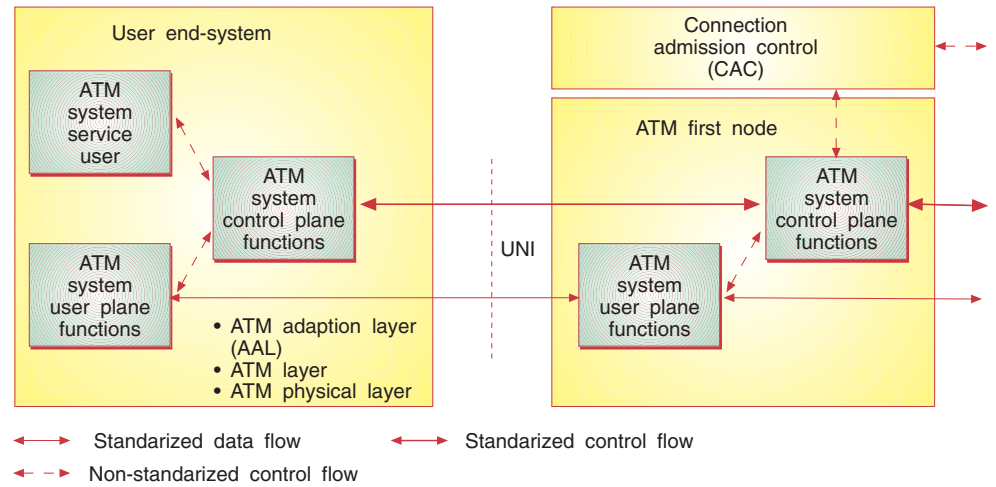 User end-system
ATM
system
service
user
ATM
system
control plane
functions
ATM
system
user plane
functions
• ATM adaption layer
(AAL)
• ATM layer
• ATM physical layer
UNI
Connection
admission control
(CAC)
ATM first node
ATM
system
control plane
functions
ATM
system
user plane
functions
Standarized data flow
Standarized control flow
Non-standarized control flow